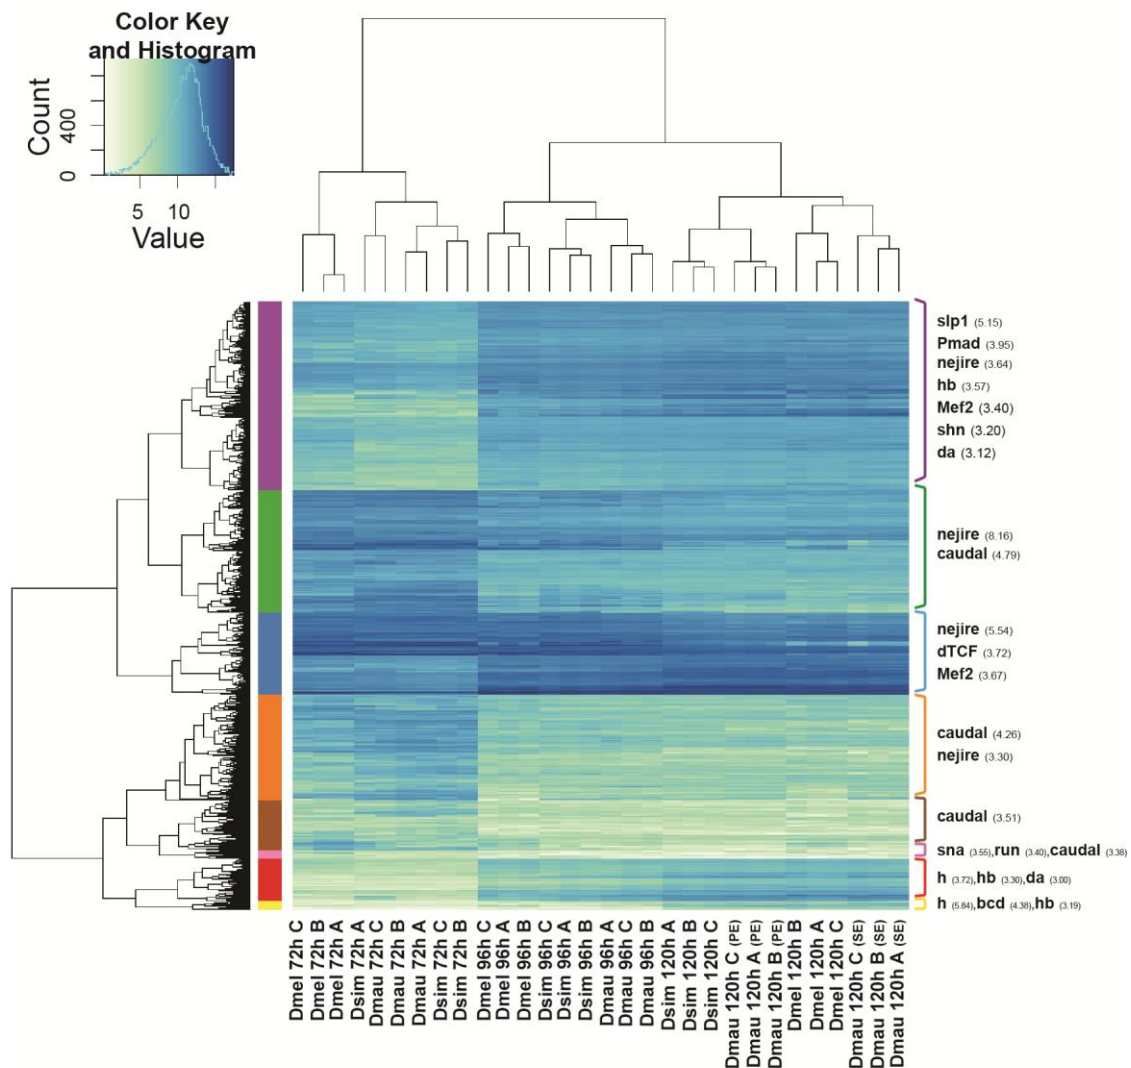 Color Key
and Histogram
Count
0
400
5 10
Value
slp1 (5.15)
Pmad (3.95)
nejire (3.64)
hb (3.57)
Mef2 (3.40)
shn (3.20)
da (3.12)
nejire (8.16)
caudal (4.79)
nejire (5.54)
dTCF (3.72)
Mef2 (3.67)
caudal (4.26)
nejire (3.30)
caudal (3.51)
sna (3.55),run (3.40),caudal (3.38)
h (3.72),hb (3.30),da (3.00)
h (5.84),bcd (4.38),hb (3.19)
Dmel 72h C
Dmel 72h B
Dmel 72h A
Dsim 72h A
Dmau 72h C
Dmau 72h B
Dmau 72h A
Dsim 72h C
Dsim 72h B
Dmel 96h C
Dmel 96h A
Dmel 96h B
Dsim 96h C
Dsim 96h A
Dsim 96h B
Dmau 96h A
Dmau 96h C
Dmau 96h B
Dsim 120h A
Dsim 120h B
Dsim 120h C
Dmau 120h C (PE)
Dmau 120h A (PE)
Dmau 120h B (PE)
Dmel 120h B
Dmel 120h A
Dmel 120h C
Dmau 120h C (SE)
Dmau 120h B (SE)
Dmau 120h A (SE)